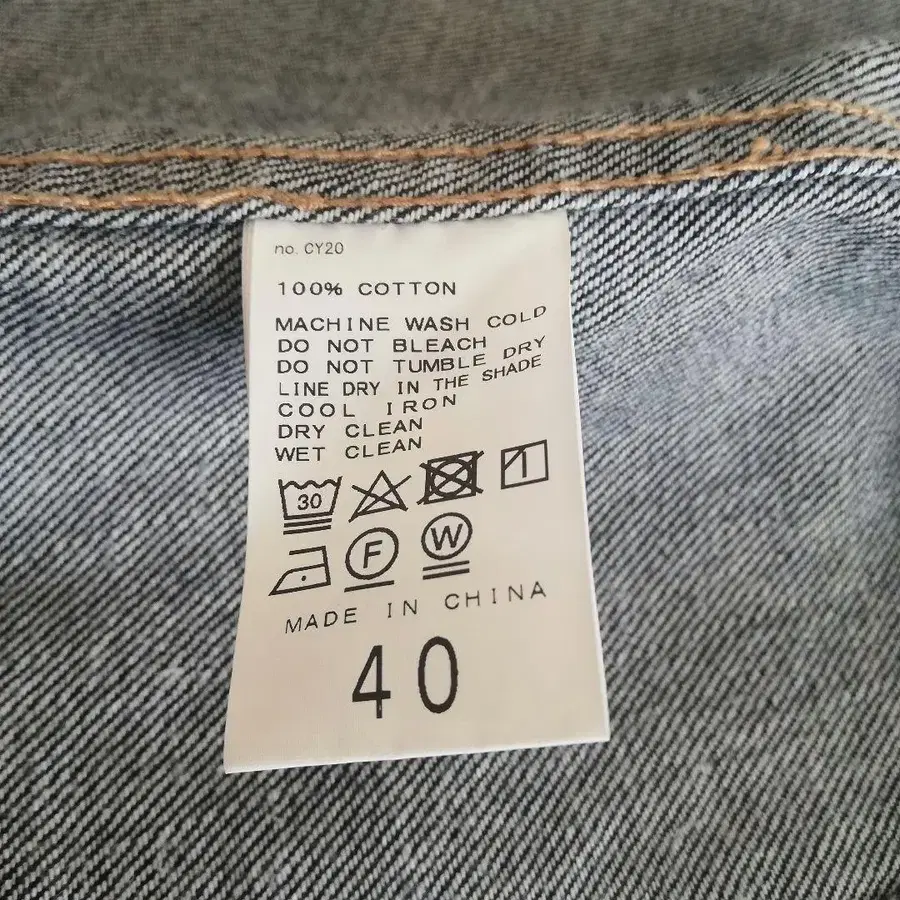 no. CY20
100% COTTON
MACHINE WASH COLD
DO NOT BLEACH
DO NOT TUMBLE DRY
LINE DRY IN THE SHADE
COOL IRON
DRY CLEAN
WET CLEAN
30
F W
MADE IN CHINA
40